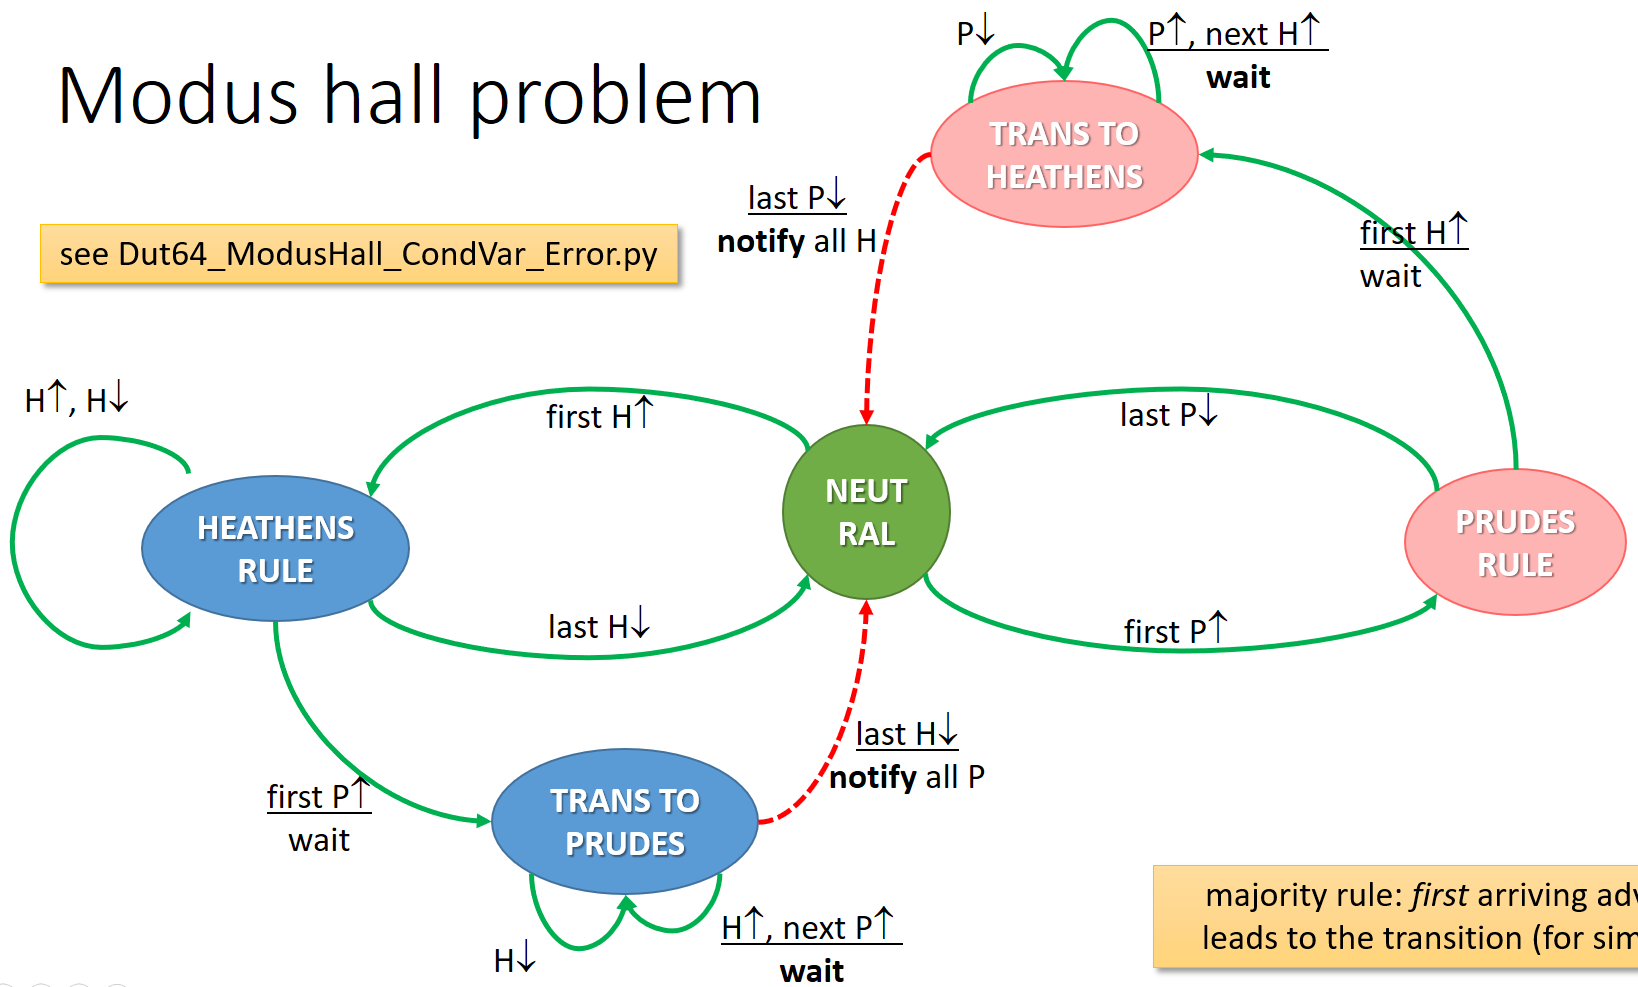 Modus hall problem
P↓
P↑, next H↑
wait
TRANS TO
HEATHENS
last P↓
notify all H
first H↑
wait
see Dut64_ModusHall_CondVar_Error.py
H↑, H↓
first H↑
last P↓
NEUT
RAL
HEATHENS
RULE
PRUDES
RULE
last H↓
first P↑
last H↓
notify all P
first P↑
wait
TRANS TO
PRUDES
H↓
H↑, next P↑
wait
majority rule: first arriving
leads to the transition (for